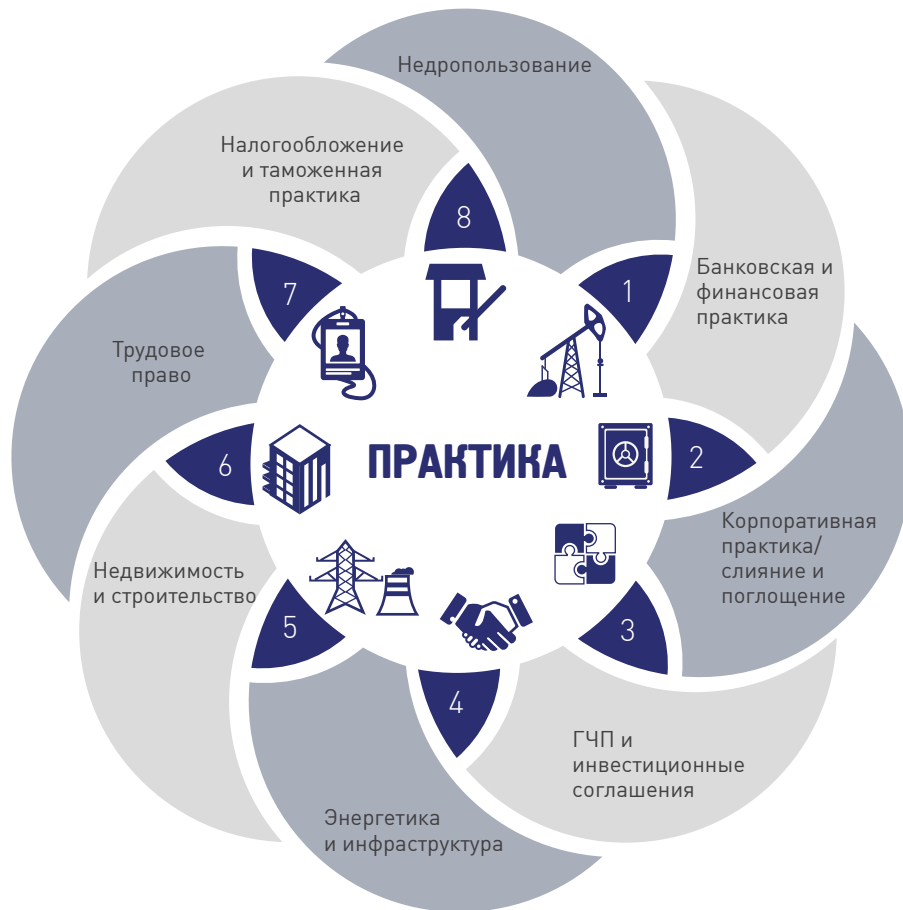 Недропользование
Налогообложение
и таможенная
практика
8
7
1
Банковская и
финансовая
практика
Трудовое
право
ПРАКТИКА
6
2
Корпоративная
практика/
слияние и
поглощение
Недвижимость
и строительство
5
3
4
ГЧП и
инвестиционные
соглашения
Энергетика
и инфраструктура